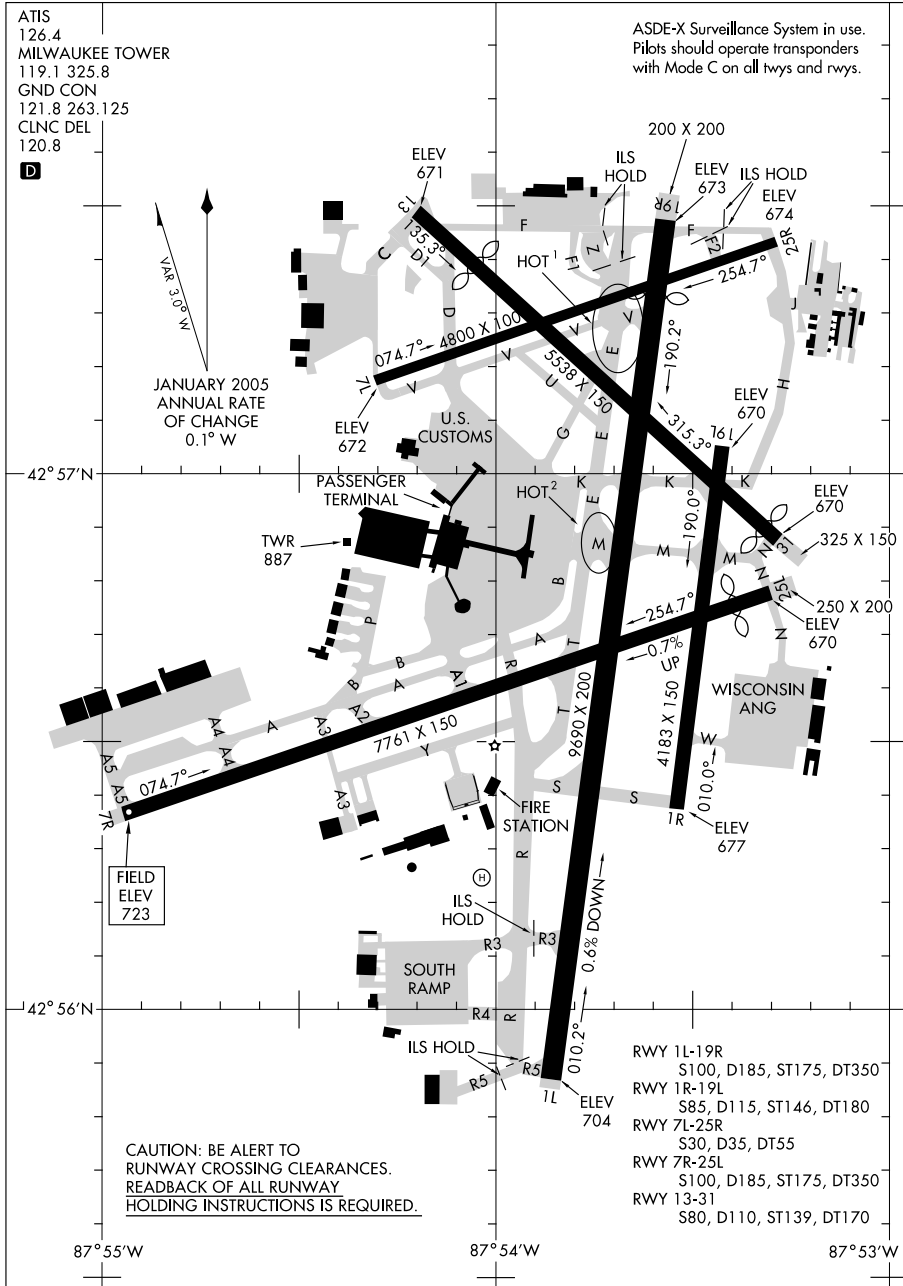 ATIS
126.4
MILWAUKEE TOWER
119.1 325.8
GND CON
121.8 263.125
CLNC DEL
120.8
D
ASDE-X Surveillance System in use.
Pilots should operate transponders
with Mode C on all twys and rwys.
200 X 200
ELEV
671
ILS
HOLD
ELEV
673
ILS HOLD
ELEV
674
13
19R
25R
135.3°
C
D1
F
F
F1
Z
F2
HOT 1
254.7°
VAR 3.0° W
D
J
JANUARY 2005
ANNUAL RATE
OF CHANGE
0.1° W
074.7°
4800 X 100
V
V
V
V
E
190.2°
7L
ELEV
672
5538 X 150
U
G
E
H
315.3°
ELEV
670
19L
U.S.
CUSTOMS
42°57'N
PASSENGER
TERMINAL
HOT 2
K
K
K
E
190.0°
ELEV
670
TWR
887
M
M
M
N
31
325 X 150
B
N
25L
250 X 200
254.7°
ELEV
670
0.7%
UP
P
B
B
A
A
A1
A2
R
T
T
N
WISCONSIN
ANG
A4
A4
A
A3
7761 X 150
9690 X 200
4183 X 150
W
Y
A5
A5
074.7°
A3
7R
S
S
010.0°
FIRE
STATION
1R
ELEV
677
FIELD
ELEV
723
R
H
ILS
HOLD
0.6% DOWN
R3
R3
SOUTH
RAMP
42°56'N
R4
R
010.2°
ILS HOLD
R5
R5
1L
ELEV
704
RWY 1L-19R
S100, D185, ST175, DT350
RWY 1R-19L
S85, D115, ST146, DT180
RWY 7L-25R
S30, D35, DT55
RWY 7R-25L
S100, D185, ST175, DT350
RWY 13-31
S80, D110, ST139, DT170
CAUTION: BE ALERT TO
RUNWAY CROSSING CLEARANCES.
READBACK OF ALL RUNWAY
HOLDING INSTRUCTIONS IS REQUIRED.
87°55'W
87°54'W
87°53'W